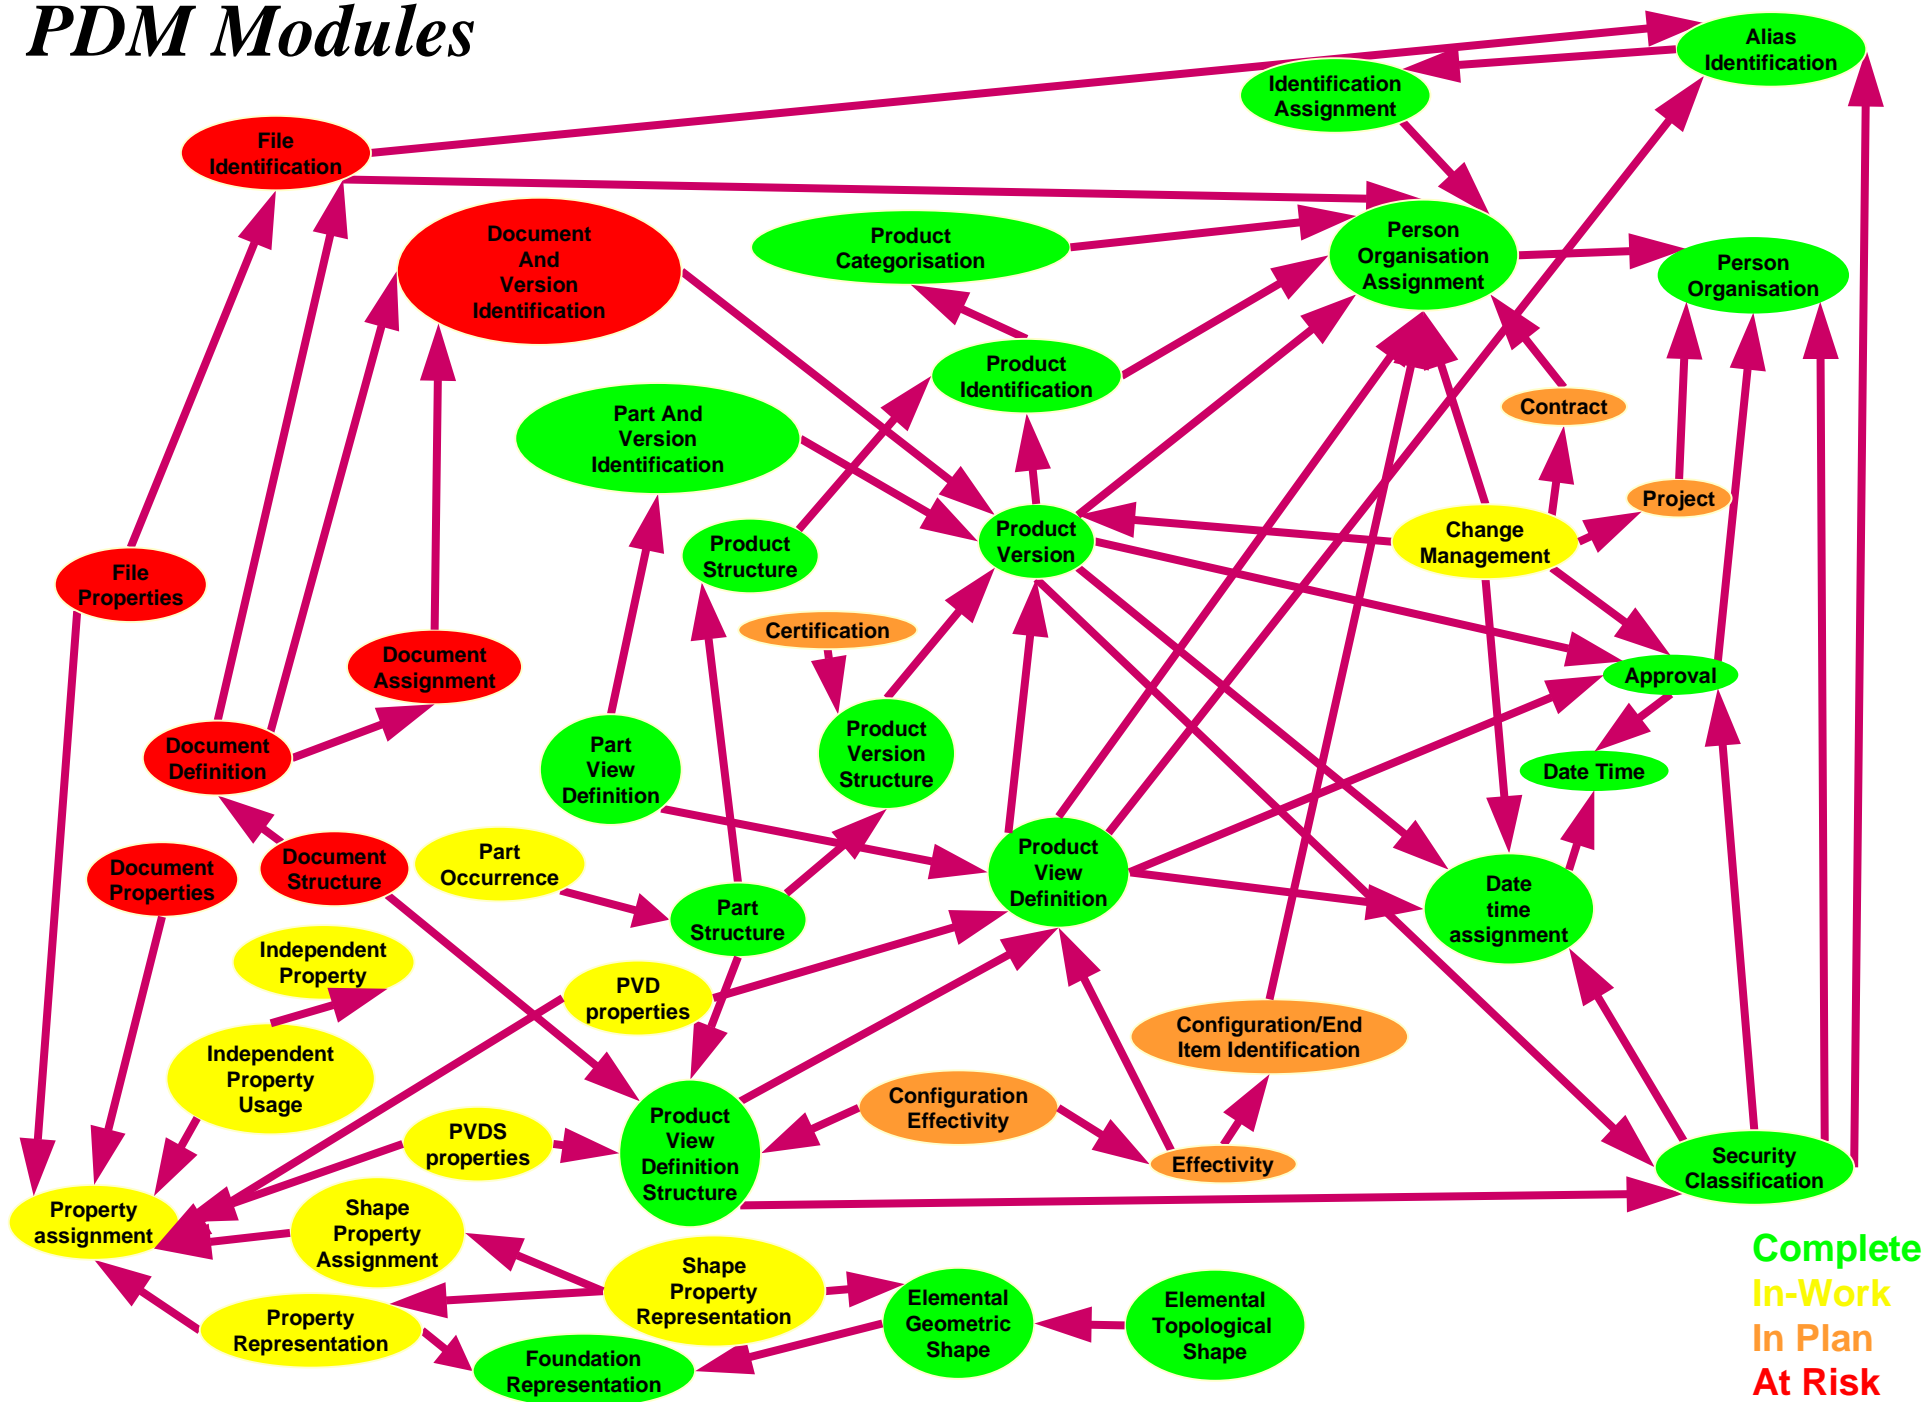 PDM Modules
Alias
Identification
Identification
Assignment
File
Identification
Document
And
Version
Identification
Product
Categorisation
Person
Organisation
Assignment
Person
Organisation
Product
Identification
Part And
Version
Identification
Contract
Project
Product
Structure
Product
Version
Change
Management
File
Properties
Certification
Document
Assignment
Approval
Document
Definition
Part
View
Definition
Product
Version
Structure
Date Time
Document
Properties
Document
Structure
Part
Occurrence
Part
Structure
Product
View
Definition
Date
time
assignment
Independent
Property
PVD
properties
Configuration/End
Item Identification
Independent
Property
Usage
PVDS
properties
Product
View
Definition
Structure
Configuration
Effectivity
Effectivity
Security
Classification
Property
assignment
Shape
Property
Assignment
Shape
Property
Representation
Property
Representation
Foundation
Representation
Elemental
Geometric
Shape
Elemental
Topological
Shape
Complete
In-Work
In Plan
At Risk